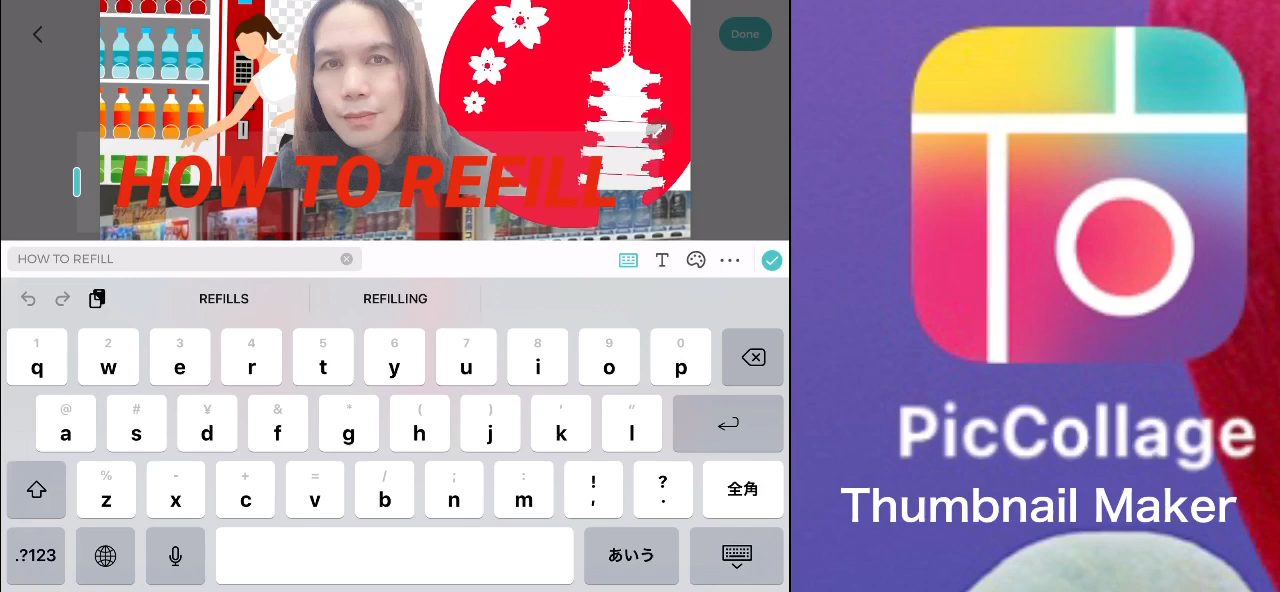 Done
HOW TO REFILL
HOW TO REFILL
REFILLS REFILLING
1 2 3 4 5 6 7 8 9 0
q w e r t y u i o p
@ # ¥ & * ( ) ' "
a s d f g h j k l
% - + = / ; : ! ?
z x c v b n m , . 全角
.?123 あいう
PicCollage
Thumbnail Maker